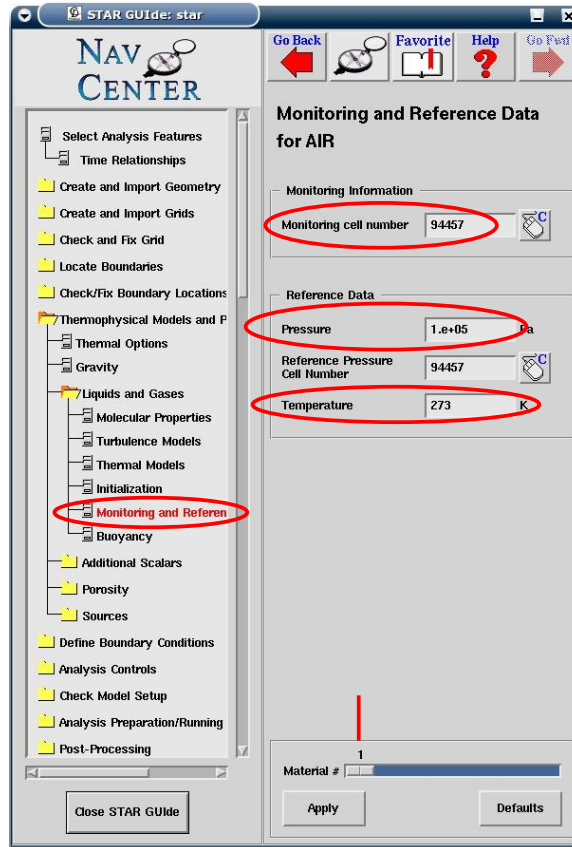 STAR GUIde: star
NAV
CENTER
Go Back
Favorite
Help
Go Fwd
Select Analysis Features
Time Relationships
Create and Import Geometry
Create and Import Grids
Check and Fix Grid
Locate Boundaries
Check/Fix Boundary Locations
Thermophysical Models and P
Thermal Options
Gravity
Liquids and Gases
Molecular Properties
Turbulence Models
Thermal Models
Initialization
Monitoring and Referen
Buoyancy
Additional Scalars
Porosity
Sources
Define Boundary Conditions
Analysis Controls
Check Model Setup
Analysis Preparation/Running
Post-Processing
Close STAR GUIde
Monitoring and Reference Data
for AIR
Monitoring Information
Monitoring cell number 94457 C
Reference Data
Pressure 1.e+05 Pa
Reference Pressure
Cell Number 94457 C
Temperature 273 K
1
Material #
Apply Defaults